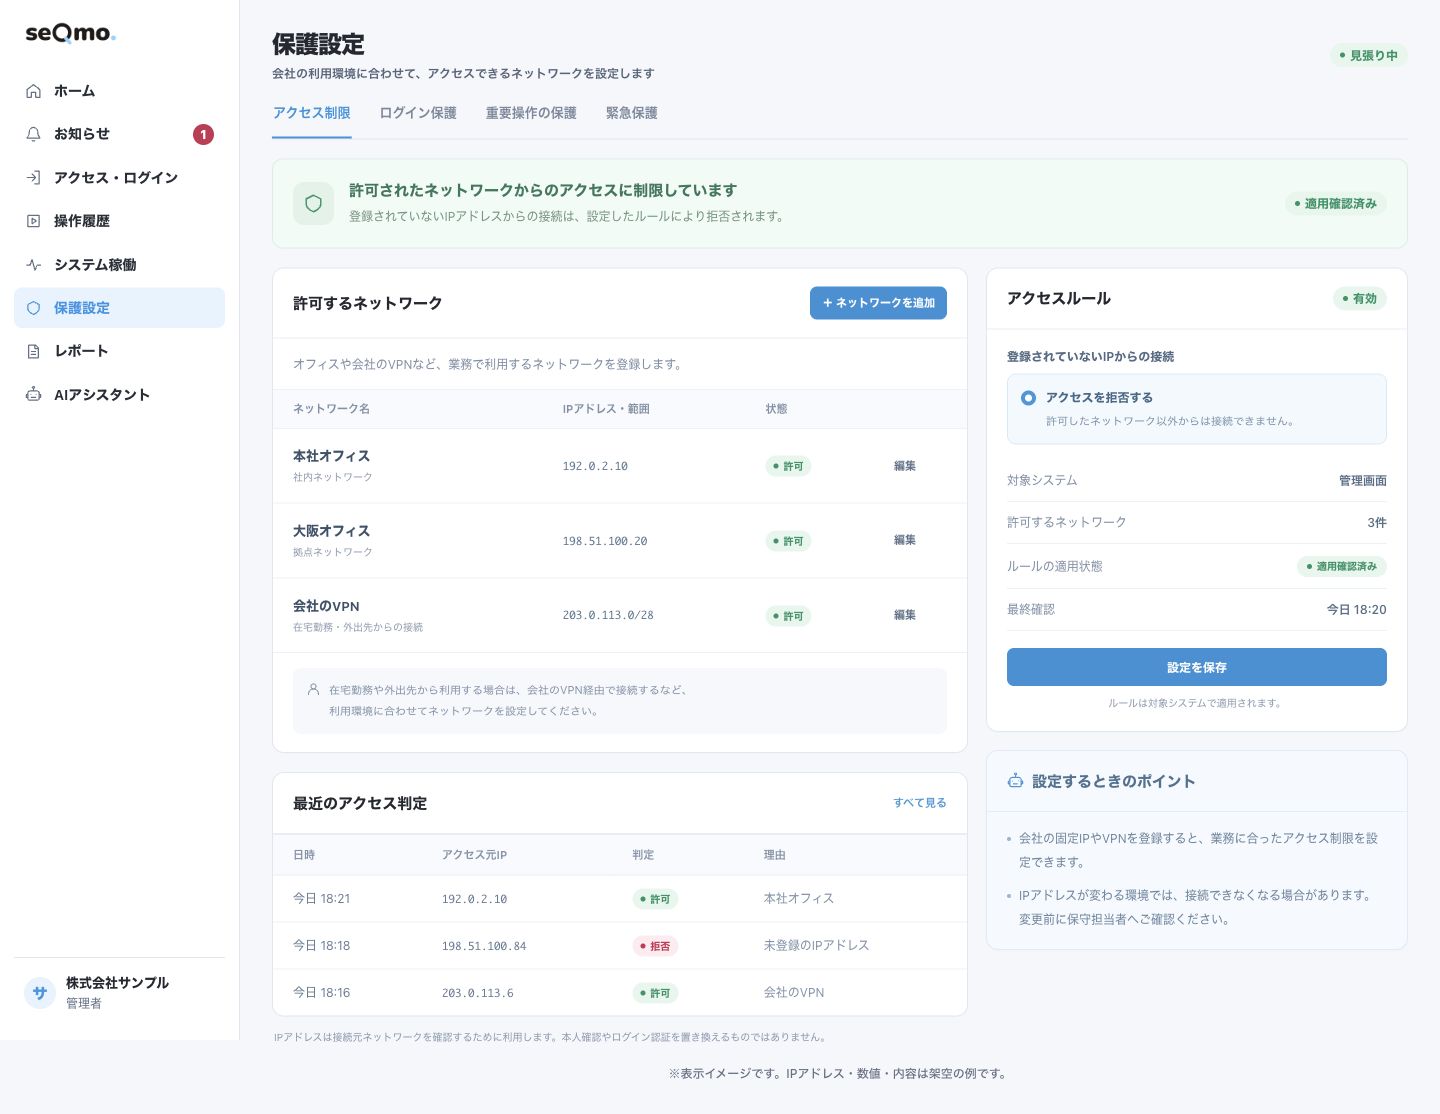 seQmo.
ホーム
お知らせ
1
アクセス・ログイン
操作履歴
システム稼働
保護設定
レポート
AIアシスタント
サ
株式会社サンプル
管理者
保護設定
会社の利用環境に合わせて、アクセスできるネットワークを設定します
見張り中
アクセス制限
ログイン保護
重要操作の保護
緊急保護
許可されたネットワークからのアクセスに制限しています
登録されていないIPアドレスからの接続は、設定したルールにより拒否されます。
適用確認済み
許可するネットワーク
+ ネットワークを追加
オフィスや会社のVPNなど、業務で利用するネットワークを登録します。
ネットワーク名 IPアドレス・範囲 状態
本社オフィス
社内ネットワーク
192.0.2.10
許可
編集
大阪オフィス
拠点ネットワーク
198.51.100.20
許可
編集
会社のVPN
在宅勤務・外出先からの接続
203.0.113.0/28
許可
編集
在宅勤務や外出先から利用する場合は、会社のVPN経由で接続するなど、
利用環境に合わせてネットワークを設定してください。
最近のアクセス判定
すべて見る
日時 アクセス元IP 判定 理由
今日 18:21 192.0.2.10 許可 本社オフィス
今日 18:18 198.51.100.84 拒否 未登録のIPアドレス
今日 18:16 203.0.113.6 許可 会社のVPN
IPアドレスは接続元ネットワークを確認するために利用します。本人確認やログイン認証を置き換えるものではありません。
アクセスルール
有効
登録されていないIPからの接続
アクセスを拒否する
許可したネットワーク以外からは接続できません。
対象システム 管理画面
許可するネットワーク 3件
ルールの適用状態 適用確認済み
最終確認 今日 18:20
設定を保存
ルールは対象システムで適用されます。
設定するときのポイント
会社の固定IPやVPNを登録すると、業務に合ったアクセス制限を設
定できます。
IPアドレスが変わる環境では、接続できなくなる場合があります。
変更前に保守担当者へご確認ください。
※表示イメージです。IPアドレス・数値・内容は架空の例です。